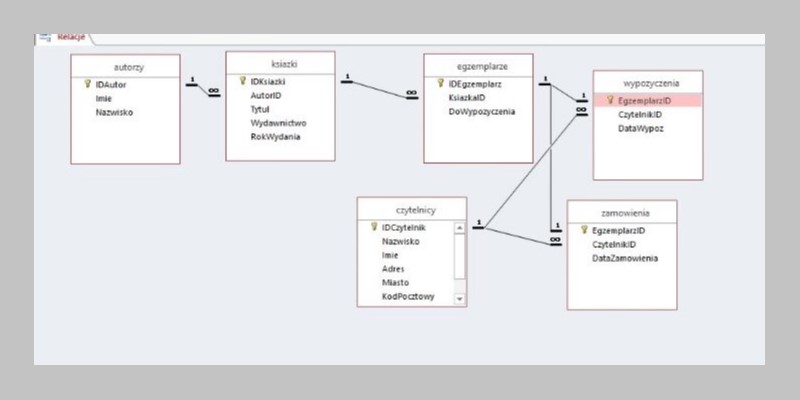 Relacje
autorzy
IDAutor
Imie
Nazwisko
1
∞
ksiazki
IDKsiazki
AutorID
Tytul
Wydawnictwo
RokWydania
1
∞
egzemplarze
IDEgzemplarz
KsiazkaID
DoWypozyczenia
1
1
∞
wypozyczenia
EgzemplarzID
CzytelnikID
DataWypoz
czytelnicy
IDCzytelnik
Nazwisko
Imie
Adres
Miasto
KodPocztowy
1
1
∞
zamowienia
EgzemplarzID
CzytelnikID
DataZamowienia